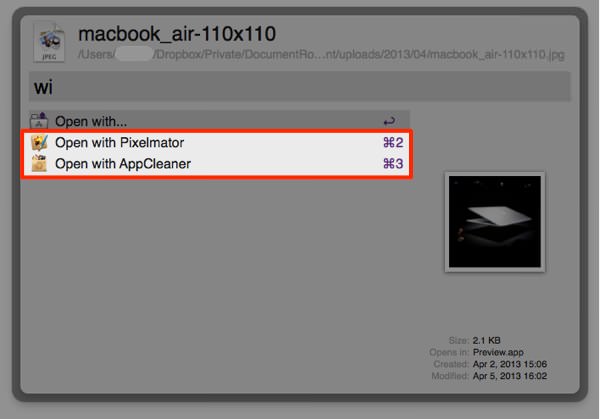 macbook_air-110x110
/Users/ /Dropbox/Private/DocumentRo...nt/uploads/2013/04/macbook_air-110x110.jpg
JPEG
wi
Open with... ↩
Open with Pixelmator ⌘2
Open with AppCleaner ⌘3
Size: 2.1 KB
Opens in: Preview.app
Created: Apr 2, 2013 15:06
Modified: Apr 5, 2013 16:02